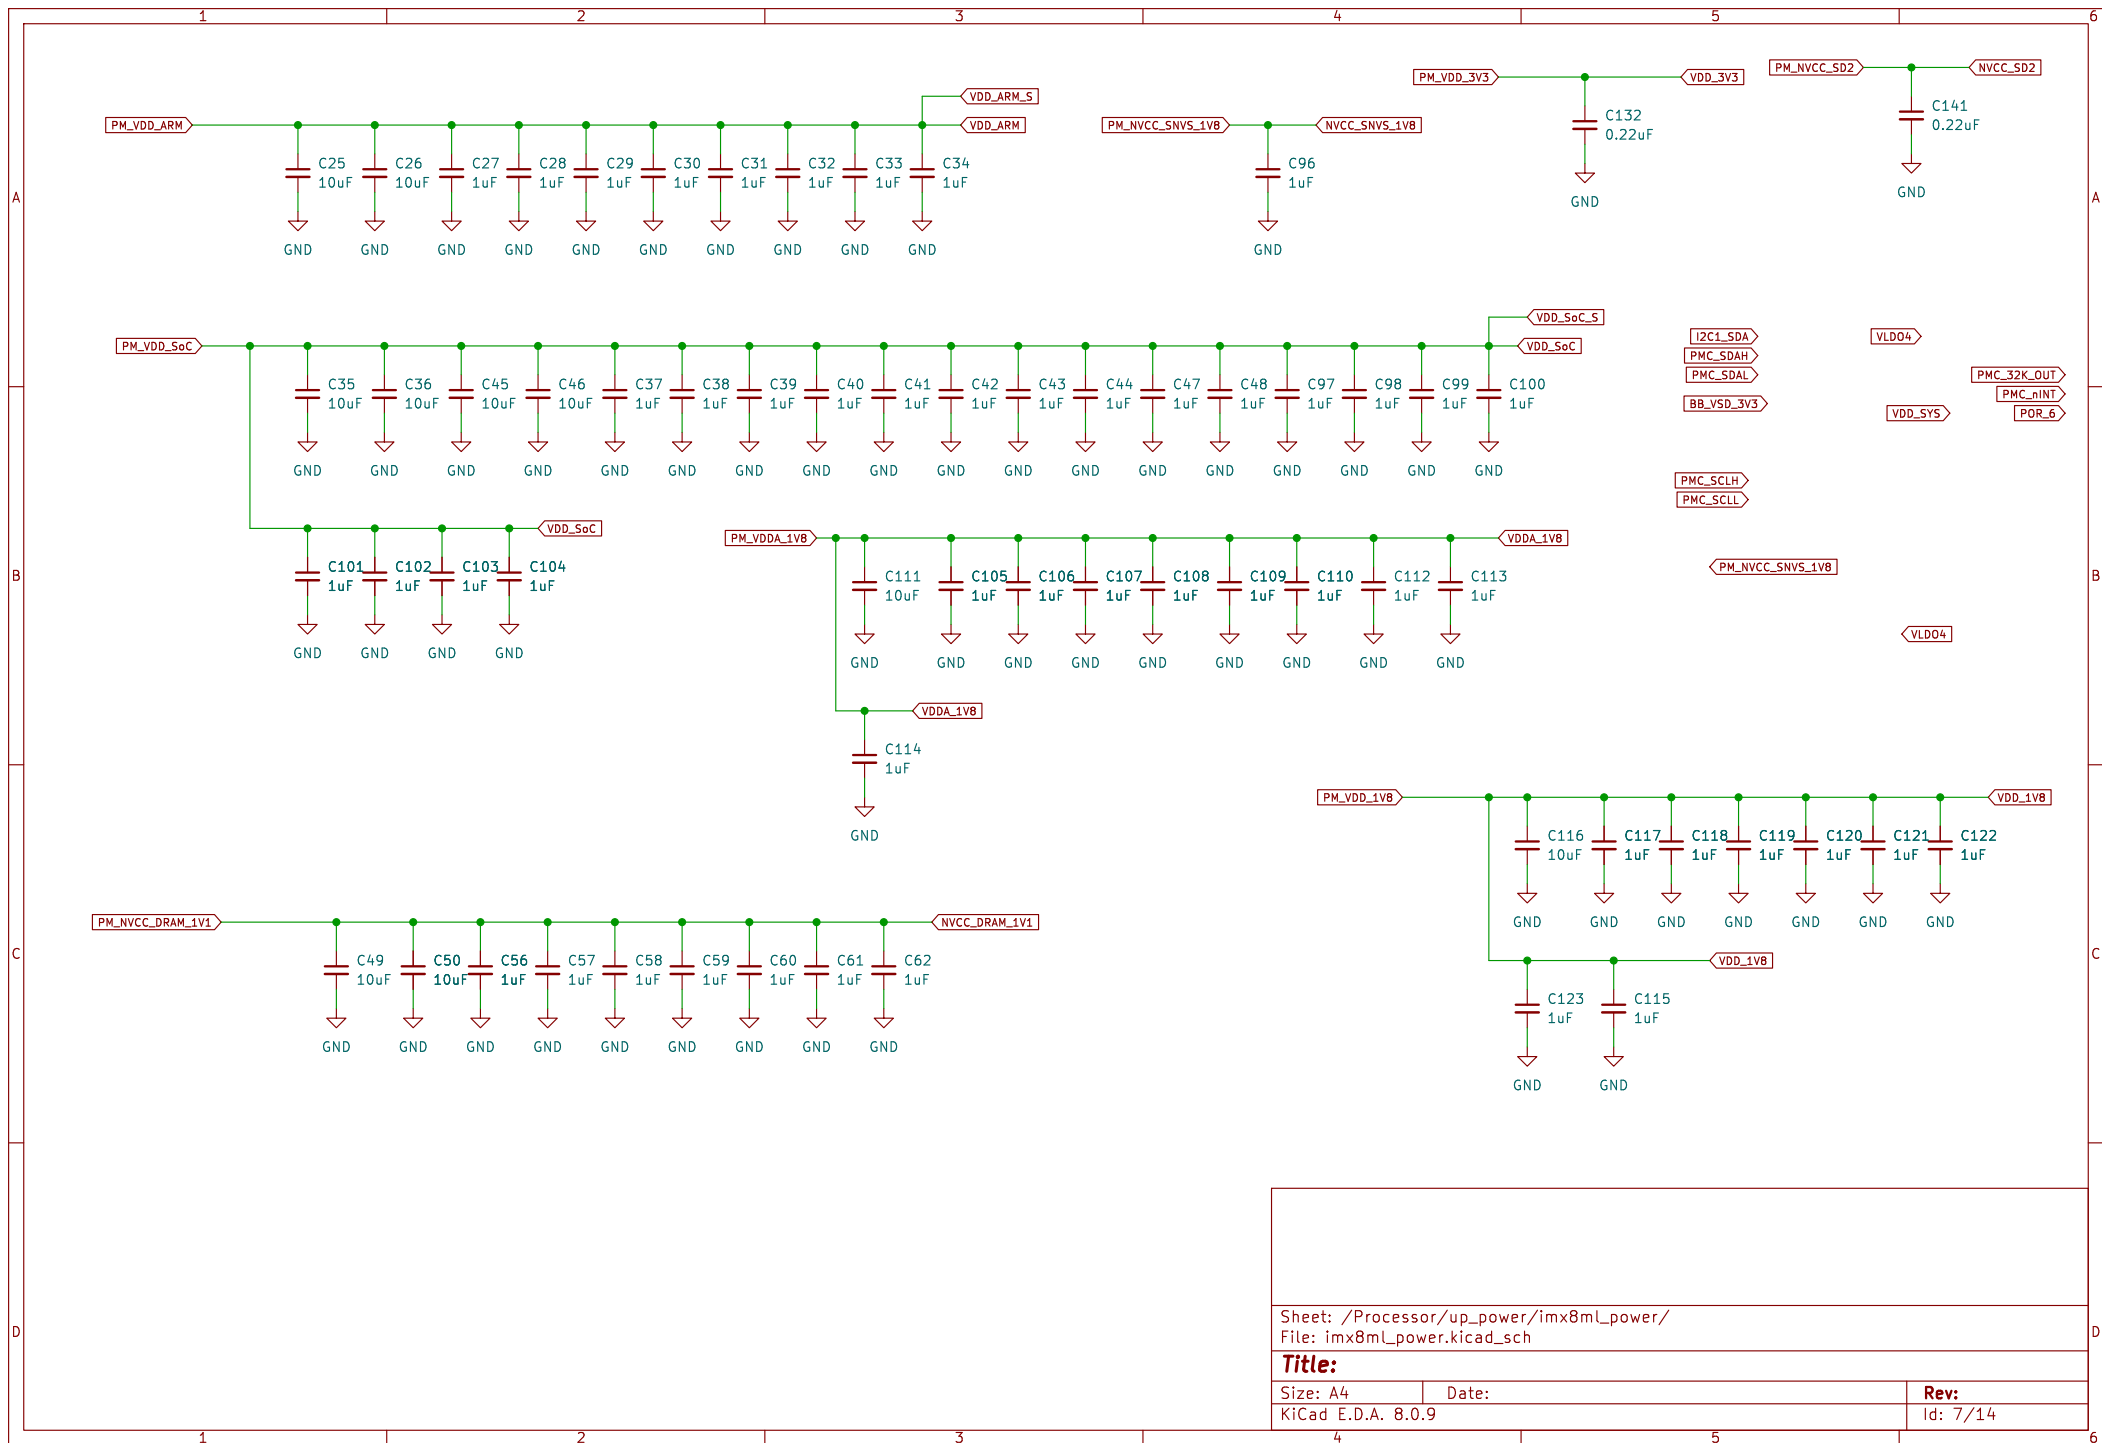 1 2 3 4 5 6
PM_VDD_3V3 VDD_3V3
PM_NVCC_SD2 NVCC_SD2
C132
0.22uF
GND
C141
0.22uF
GND
VDD_ARM_S
PM_VDD_ARM VDD_ARM
C25 C26 C27 C28 C29 C30 C31 C32 C33 C34
10uF 10uF 1uF 1uF 1uF 1uF 1uF 1uF 1uF 1uF
GND GND GND GND GND GND GND GND GND GND
PM_NVCC_SNVS_1V8 NVCC_SNVS_1V8
C96
1uF
GND
A A
VDD_SoC_S
PM_VDD_SoC VDD_SoC
C35 C36 C45 C46 C37 C38 C39 C40 C41 C42 C43 C44 C47 C48 C97 C98 C99 C100
10uF 10uF 10uF 10uF 1uF 1uF 1uF 1uF 1uF 1uF 1uF 1uF 1uF 1uF 1uF 1uF 1uF 1uF
GND GND GND GND GND GND GND GND GND GND GND GND GND GND GND GND GND GND
I2C1_SDA VLDO4
PMC_SDAH
PMC_SDAL PMC_32K_OUT
PMC_nINT
BB_VSD_3V3
VDD_SYS POR_6
PMC_SCLH
PMC_SCLL
PM_NVCC_SNVS_1V8
VLDO4
VDD_SoC
C101 C102 C103 C104
1uF 1uF 1uF 1uF
GND GND GND GND
B B
PM_VDDA_1V8 VDDA_1V8
C111 C105 C106 C107 C108 C109 C110 C112 C113
10uF 1uF 1uF 1uF 1uF 1uF 1uF 1uF 1uF
GND GND GND GND GND GND GND GND GND
VDDA_1V8
C114
1uF
GND
PM_VDD_1V8 VDD_1V8
C116 C117 C118 C119 C120 C121 C122
10uF 1uF 1uF 1uF 1uF 1uF 1uF
GND GND GND GND GND GND GND
VDD_1V8
C123 C115
1uF 1uF
GND GND
PM_NVCC_DRAM_1V1 NVCC_DRAM_1V1
C49 C50 C56 C57 C58 C59 C60 C61 C62
10uF 10uF 1uF 1uF 1uF 1uF 1uF 1uF 1uF
GND GND GND GND GND GND GND GND GND
C C
D D
Sheet: /Processor/up_power/imx8ml_power/
File: imx8ml_power.kicad_sch
Title:
Size: A4 Date: Rev:
KiCad E.D.A. 8.0.9 Id: 7/14
1 2 3 4 5 6